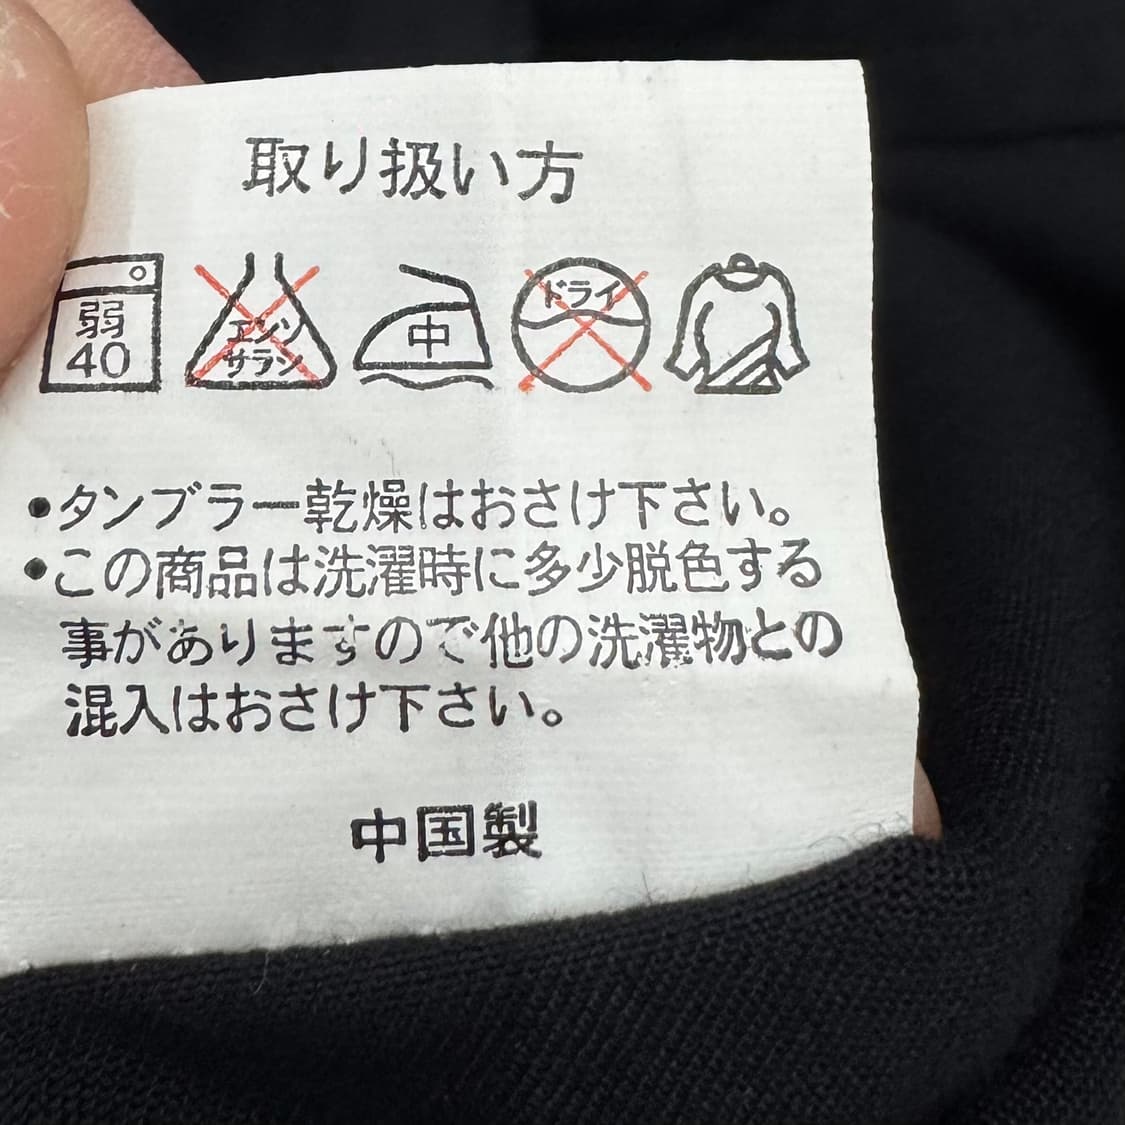 取り扱い方
弱
40
エンソ
サラシ
中
ドライ
•タンブラー乾燥はおさけ下さい。
•この商品は洗濯時に多少脱色する
事がありますので他の洗濯物との
混入はおさけ下さい。
中国製